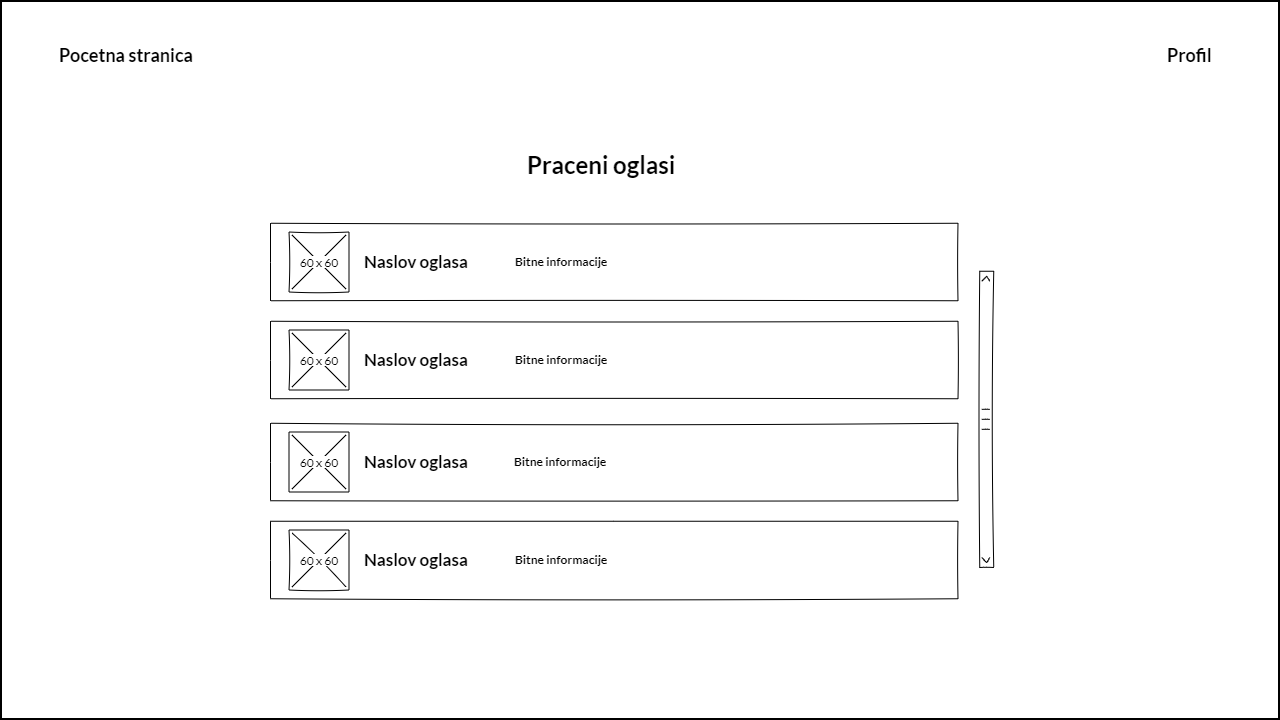 Pocetna stranica
Profil
Praceni oglasi
60 x 60
Naslov oglasa
Bitne informacije
60 x 60
Naslov oglasa
Bitne informacije
60 x 60
Naslov oglasa
Bitne informacije
60 x 60
Naslov oglasa
Bitne informacije